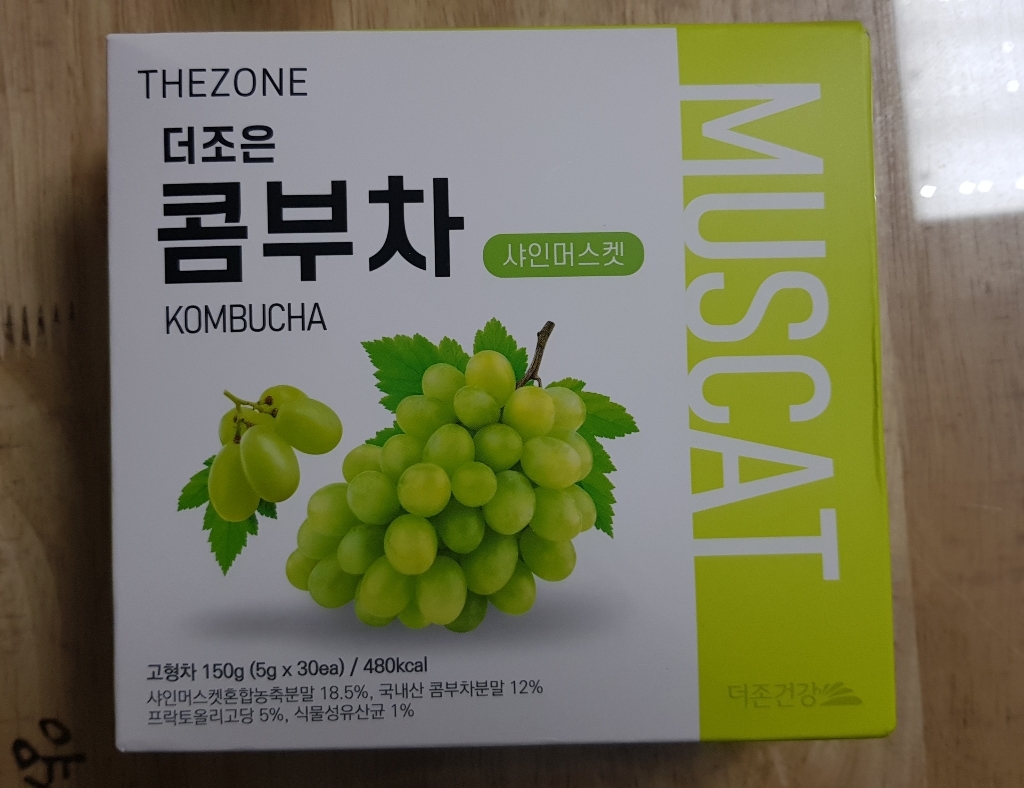 THEZONE
더조은
콤부차
샤인머스켓
KOMBUCHA
MUSCAT
고형차 150g (5g x 30ea) / 480kcal
샤인머스켓혼합농축분말 18.5%, 국내산 콤부차분말 12%
프락토올리고당 5%, 식물성유산균 1%
더존건강